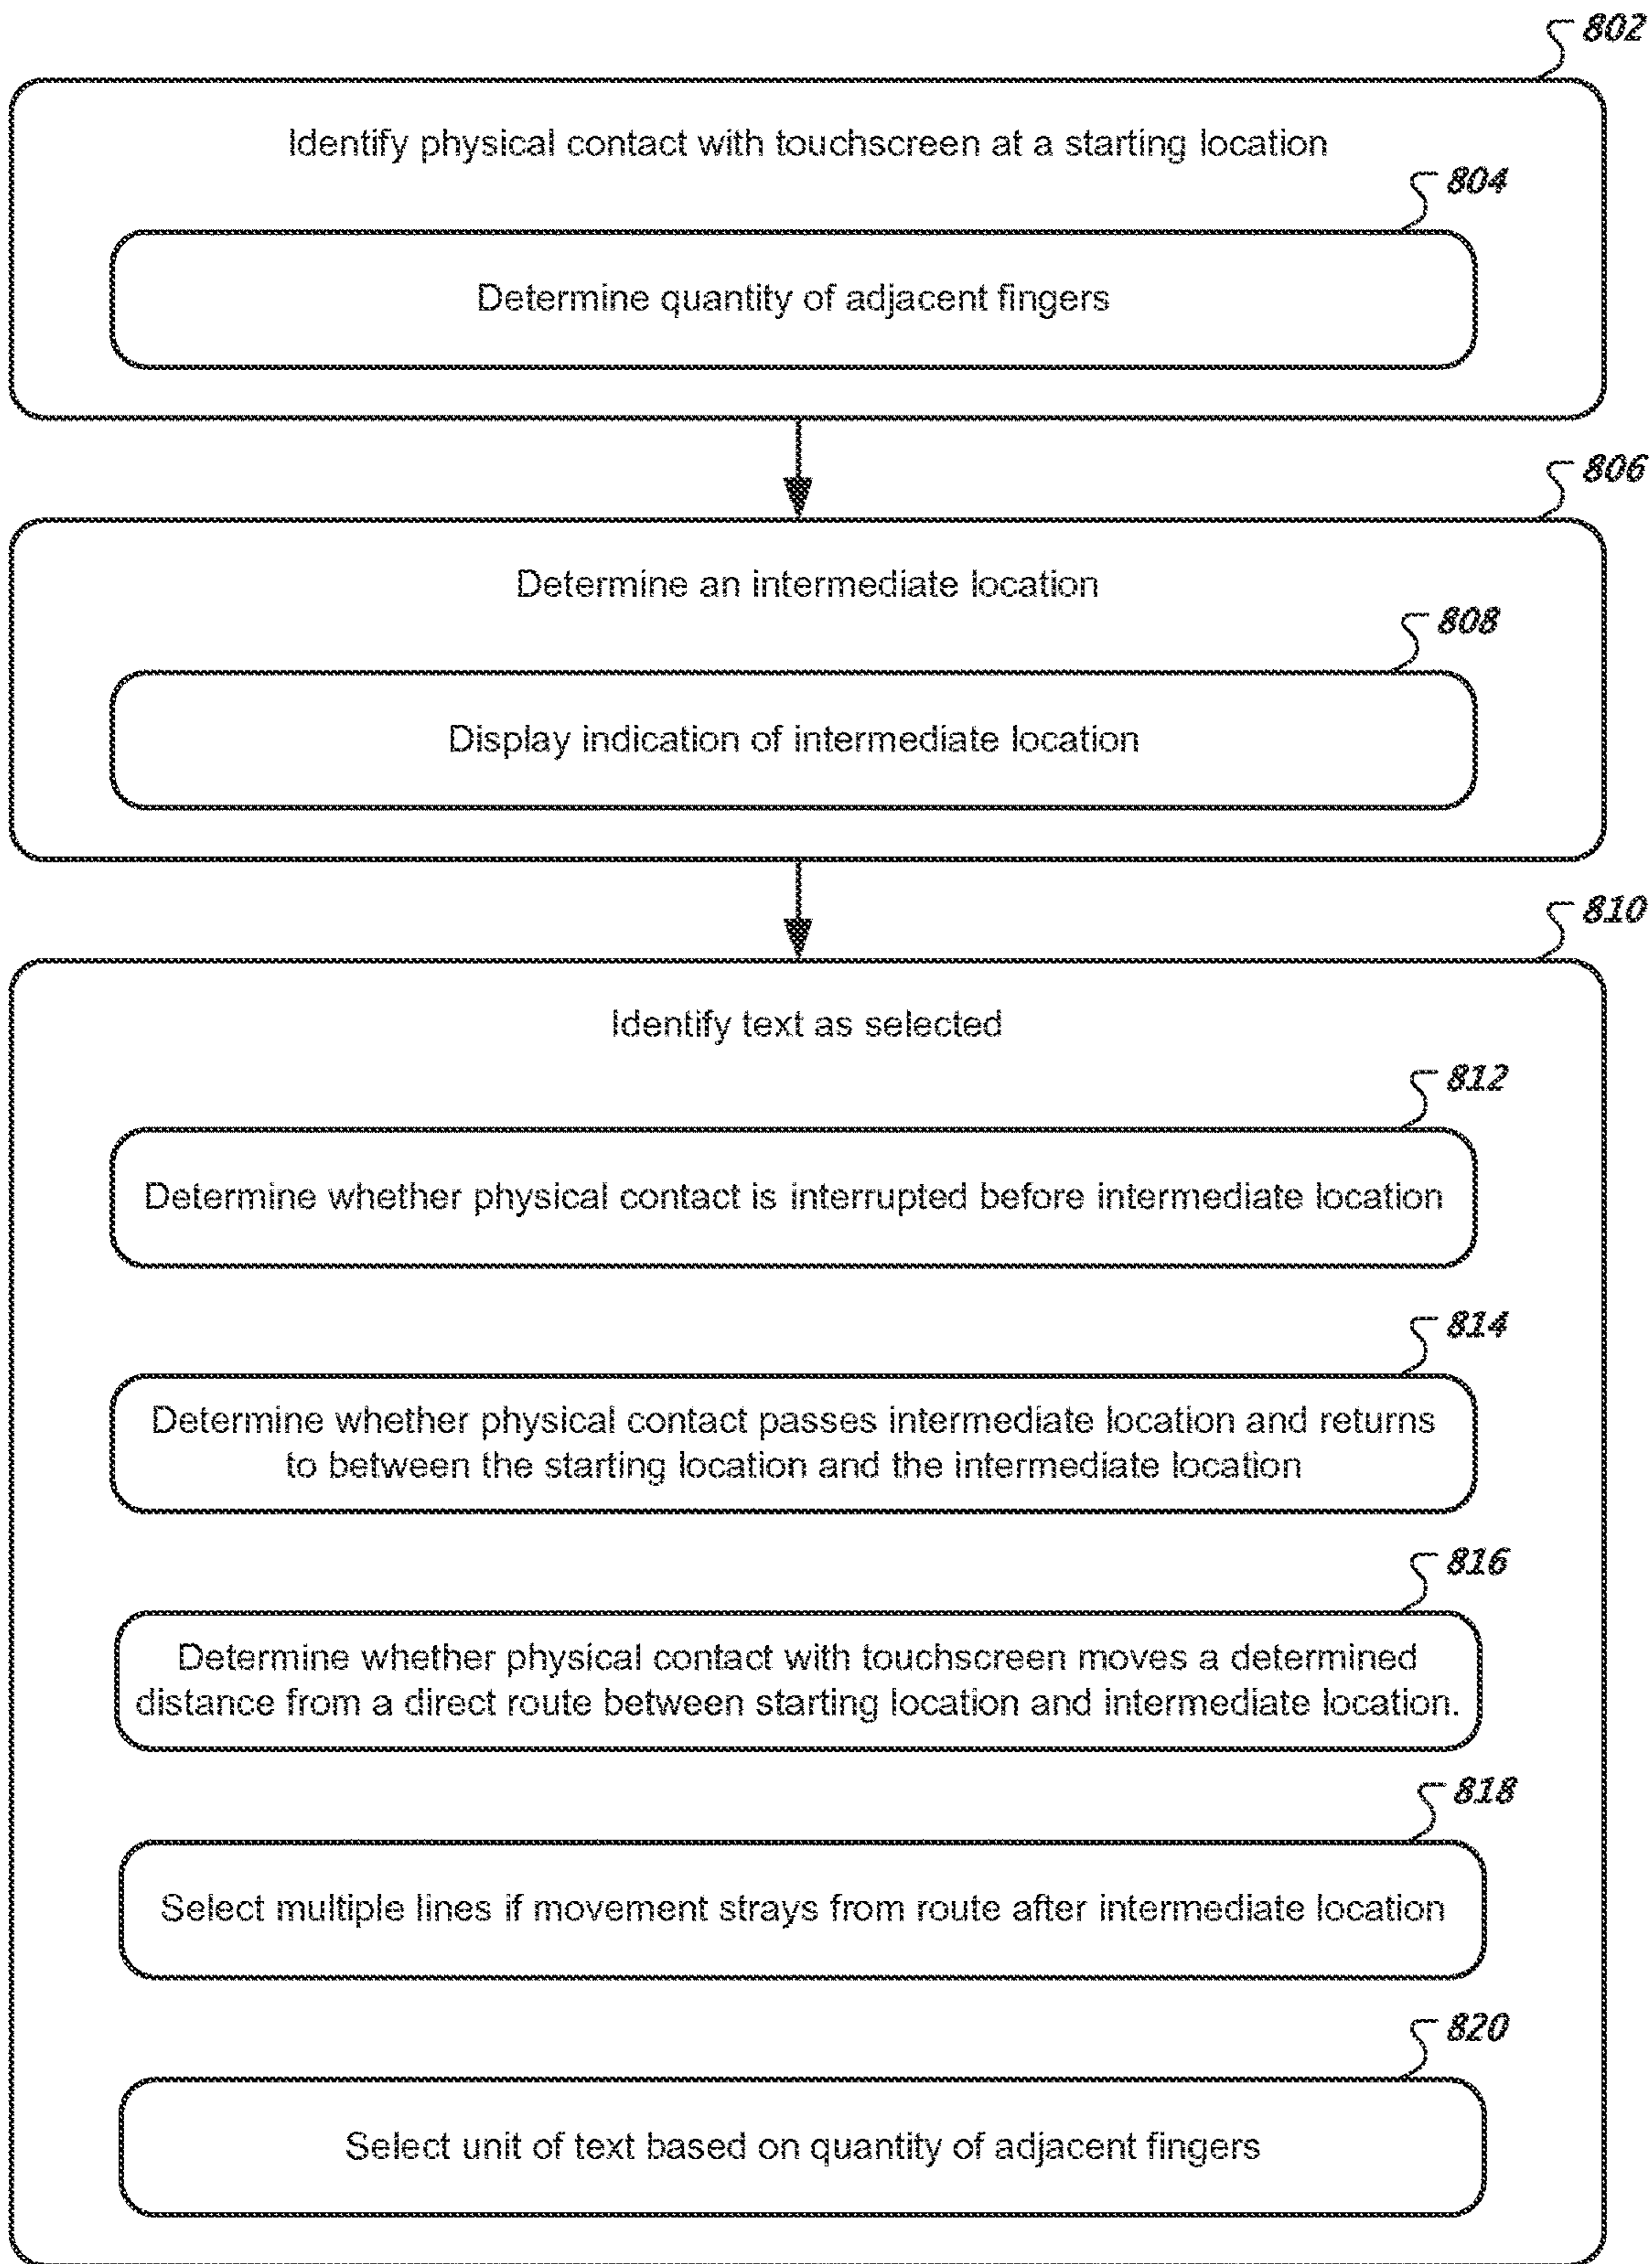 802
Identify physical contact with touchscreen at a starting location
804
Determine quantity of adjacent fingers
806
Determine an intermediate location
808
Display indication of intermediate location
810
Identify text as selected
812
Determine whether physical contact is interrupted before intermediate location
814
Determine whether physical contact passes intermediate location and returns
to between the starting location and the intermediate location
816
Determine whether physical contact with touchscreen moves a determined
distance from a direct route between starting location and intermediate location.
818
Select multiple lines if movement strays from route after intermediate location
820
Select unit of text based on quantity of adjacent fingers